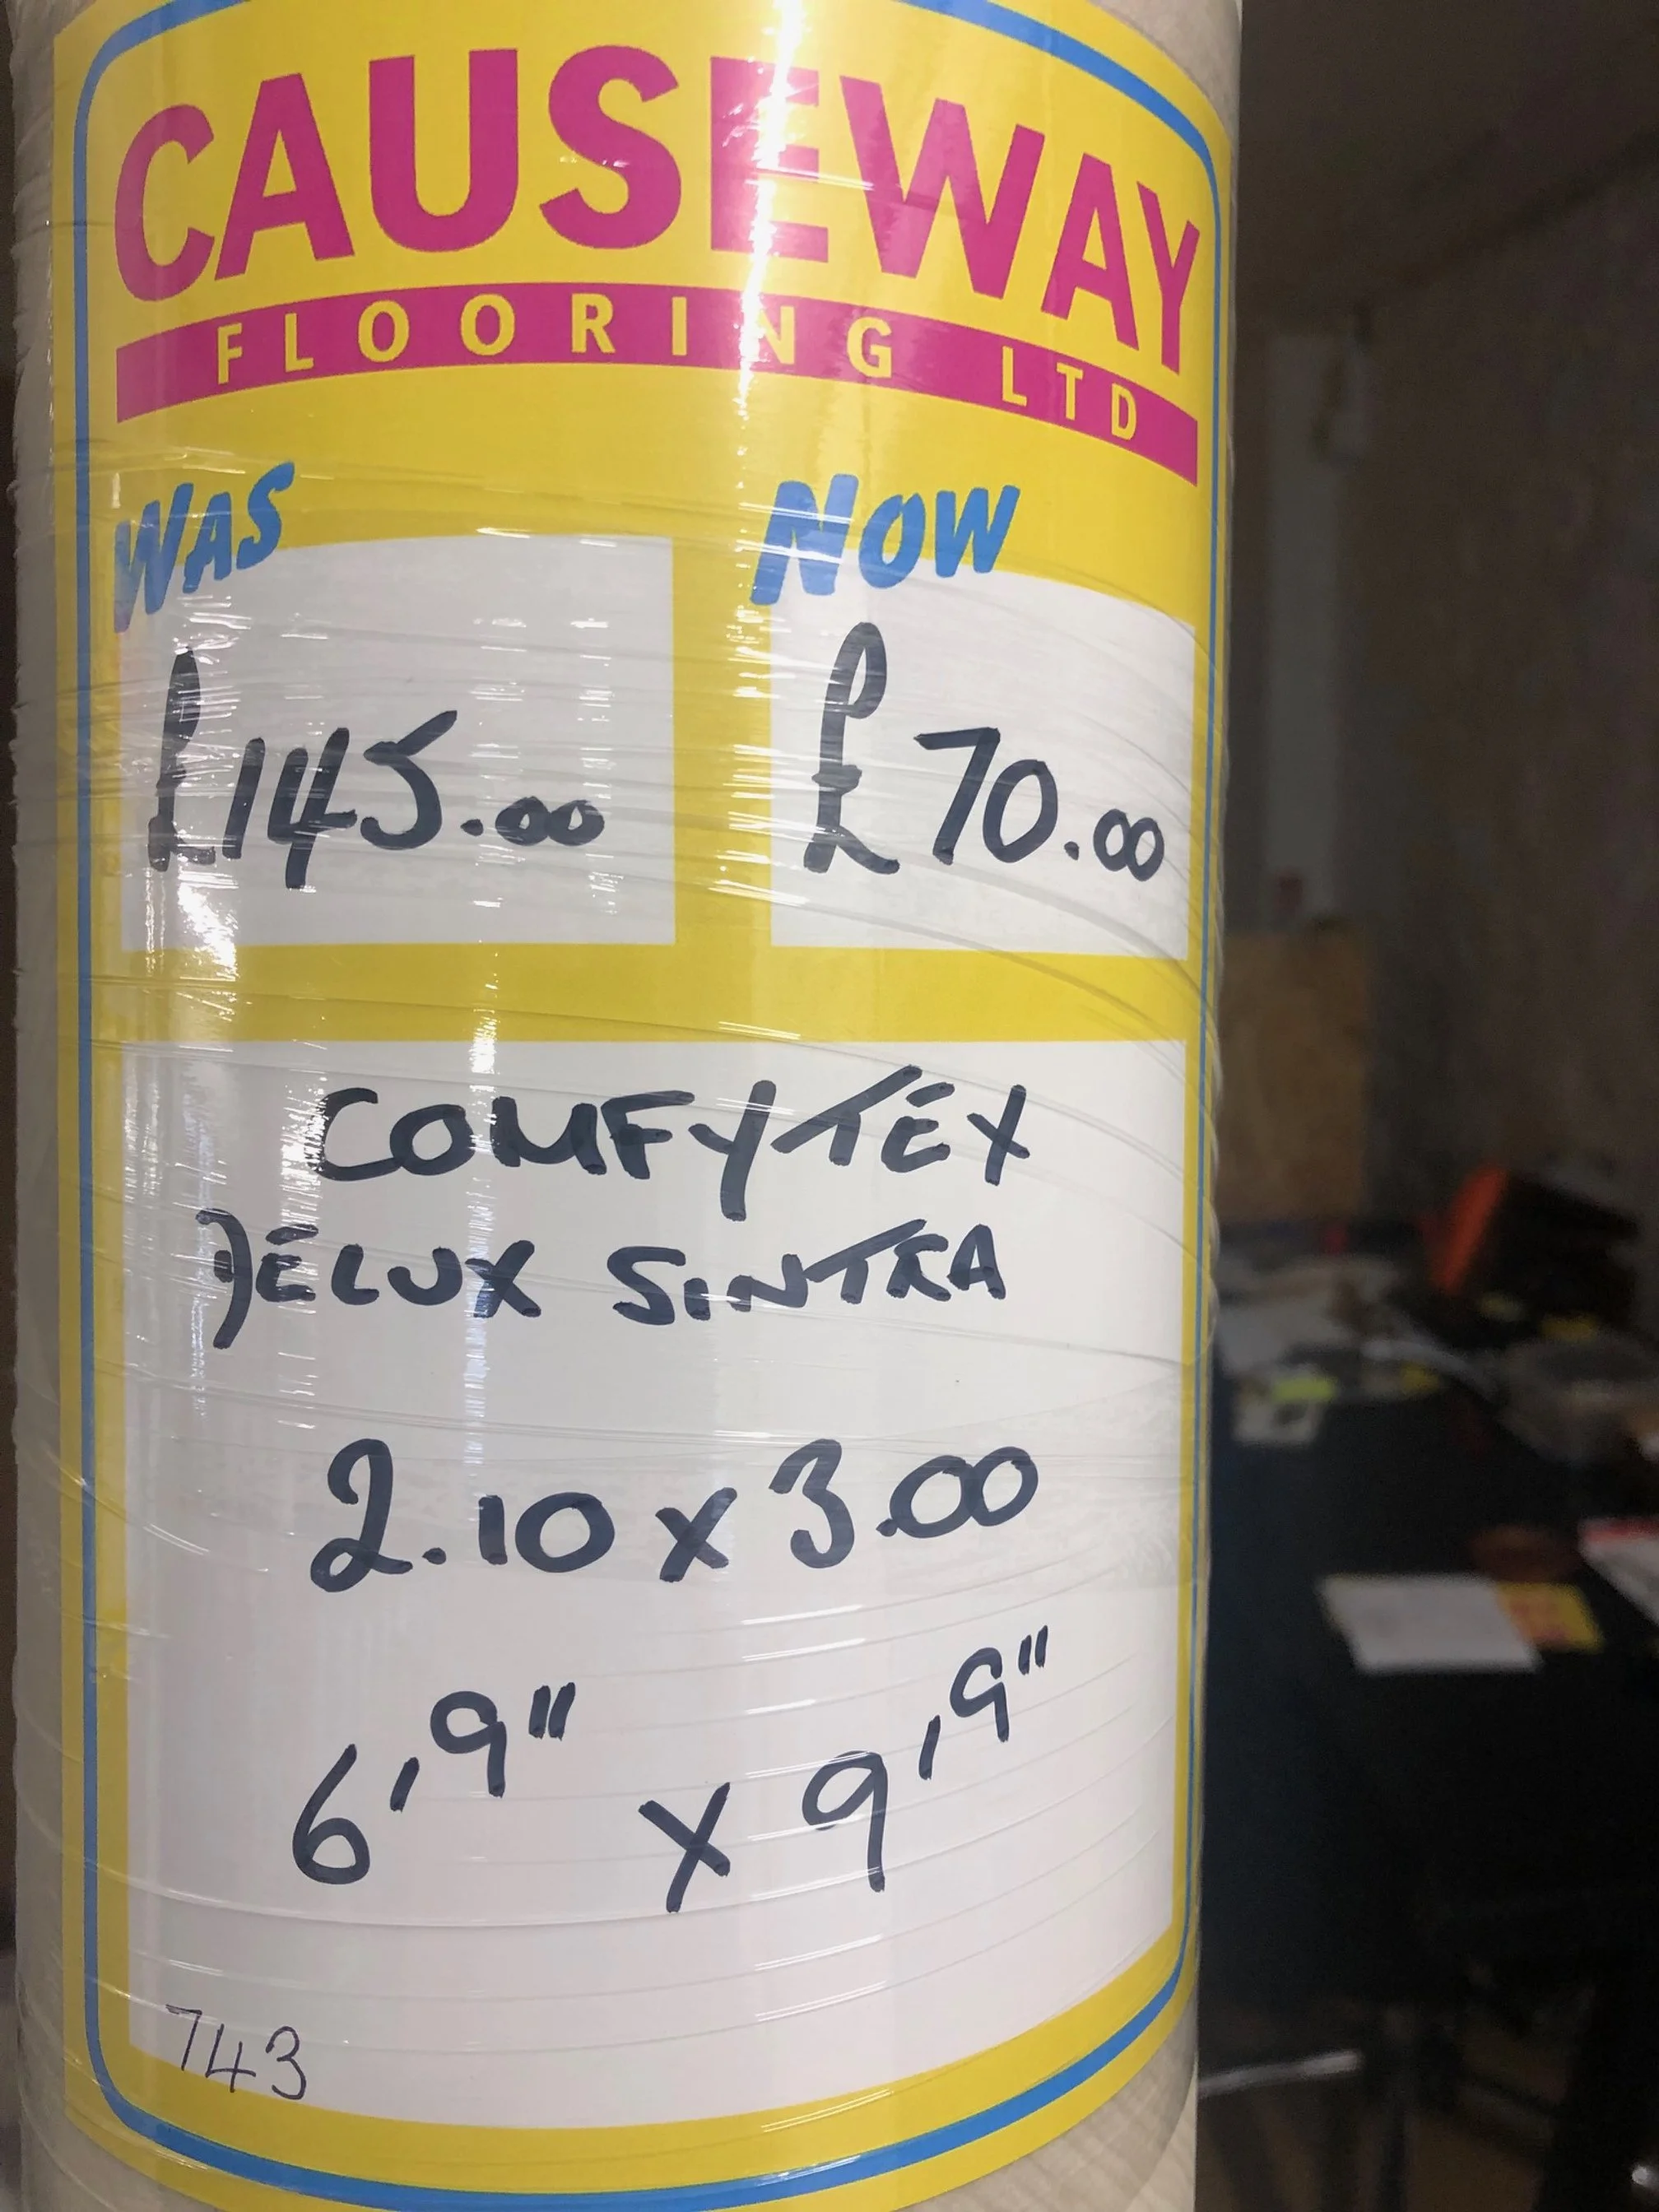 CAUSEWAY
FLOORING LTD
WAS NOW
£145.00 £70.00
COMFYTEX
DELUX SINTRA
2.10 x 3.00
6'9" x 9'9"
743